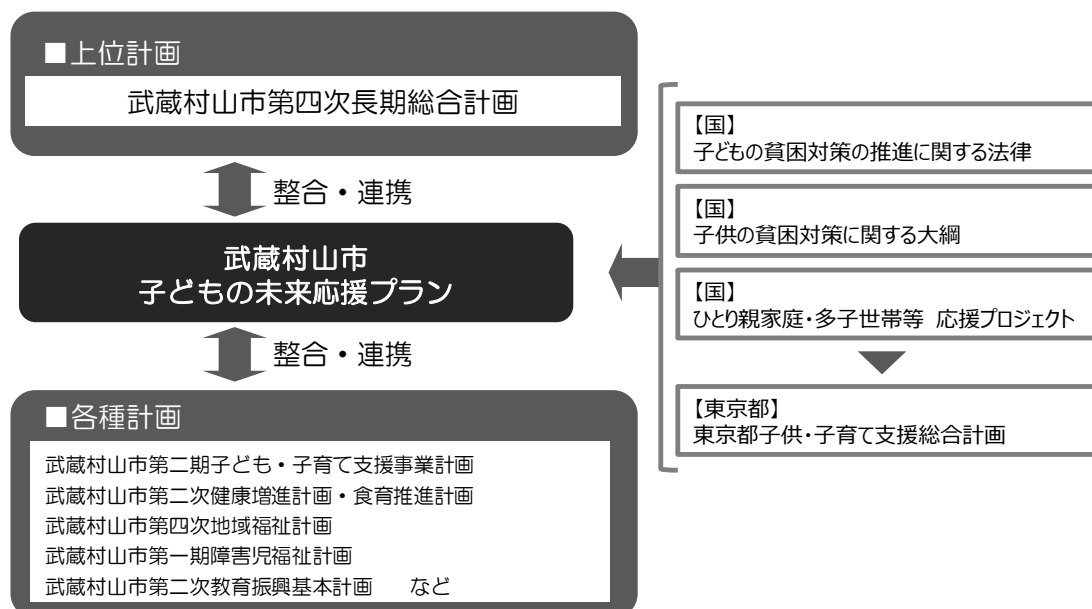 ■上位計画
武蔵村山市第四次長期総合計画
整合・連携
武蔵村山市
子どもの未来応援プラン
整合・連携
■各種計画
武蔵村山市第二期子ども・子育て支援事業計画
武蔵村山市第二次健康増進計画・食育推進計画
武蔵村山市第四次地域福祉計画
武蔵村山市第一期障害児福祉計画
武蔵村山市第二次教育振興基本計画　など
【国】
子どもの貧困対策の推進に関する法律
【国】
子供の貧困対策に関する大綱
【国】
ひとり親家庭・多子世帯等 応援プロジェクト
【東京都】
東京都子供・子育て支援総合計画